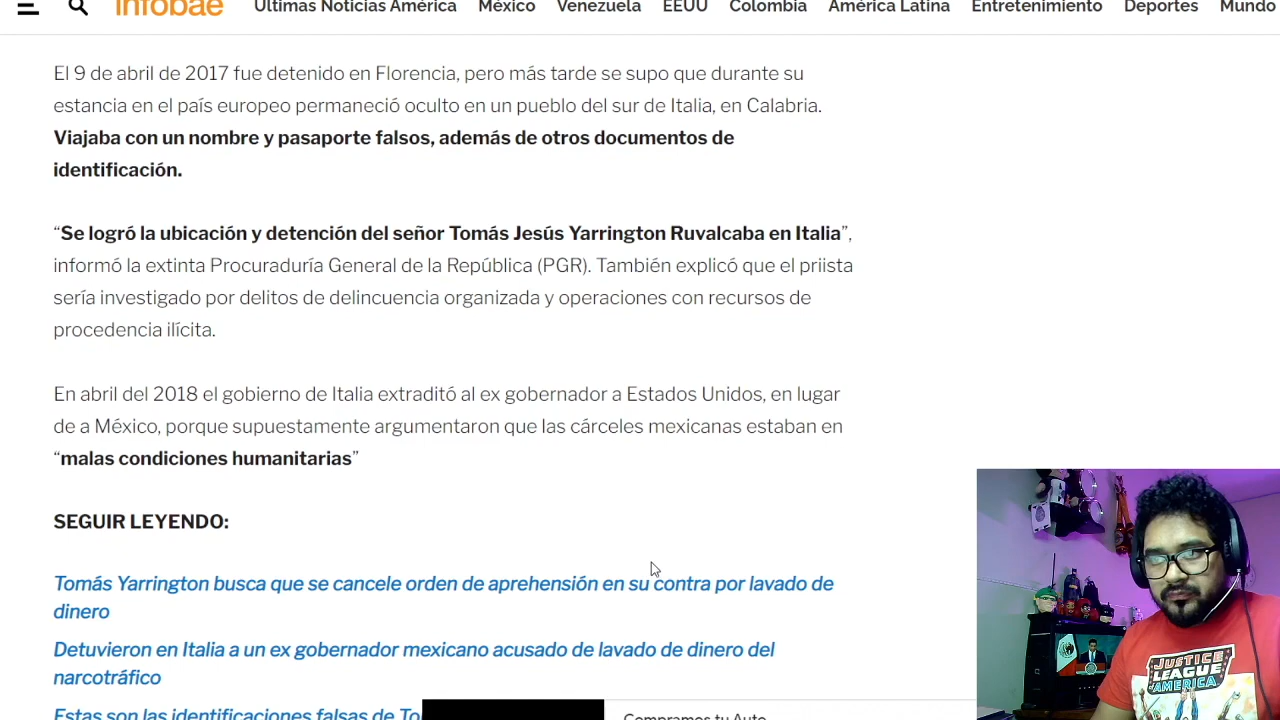 infobae
Últimas Noticias América México Venezuela EEUU Colombia América Latina Entretenimiento Deportes Mundo
El 9 de abril de 2017 fue detenido en Florencia, pero más tarde se supo que durante su
estancia en el país europeo permaneció oculto en un pueblo del sur de Italia, en Calabria.
Viajaba con un nombre y pasaporte falsos, además de otros documentos de
identificación.
“Se logró la ubicación y detención del señor Tomás Jesús Yarrington Ruvalcaba en Italia”,
informó la extinta Procuraduría General de la República (PGR). También explicó que el priista
sería investigado por delitos de delincuencia organizada y operaciones con recursos de
procedencia ilícita.
En abril del 2018 el gobierno de Italia extraditó al ex gobernador a Estados Unidos, en lugar
de a México, porque supuestamente argumentaron que las cárceles mexicanas estaban en
“malas condiciones humanitarias”
SEGUIR LEYENDO:
Tomás Yarrington busca que se cancele orden de aprehensión en su contra por lavado de
dinero
Detuvieron en Italia a un ex gobernador mexicano acusado de lavado de dinero del
narcotráfico
Estas son las identificaciones falsas de To
Compramos tu Auto
JUSTICE
LEAGUE
AMERICA